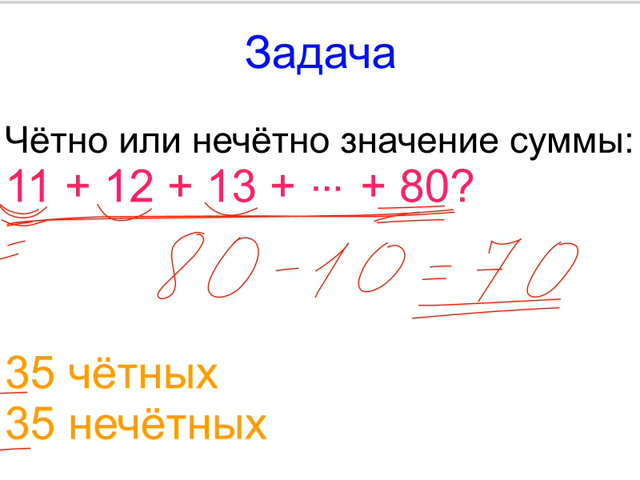 Задача
Чётно или нечётно значение суммы:
11 + 12 + 13 + ... + 80?
80 - 10 = 70
35 чётных
35 нечётных